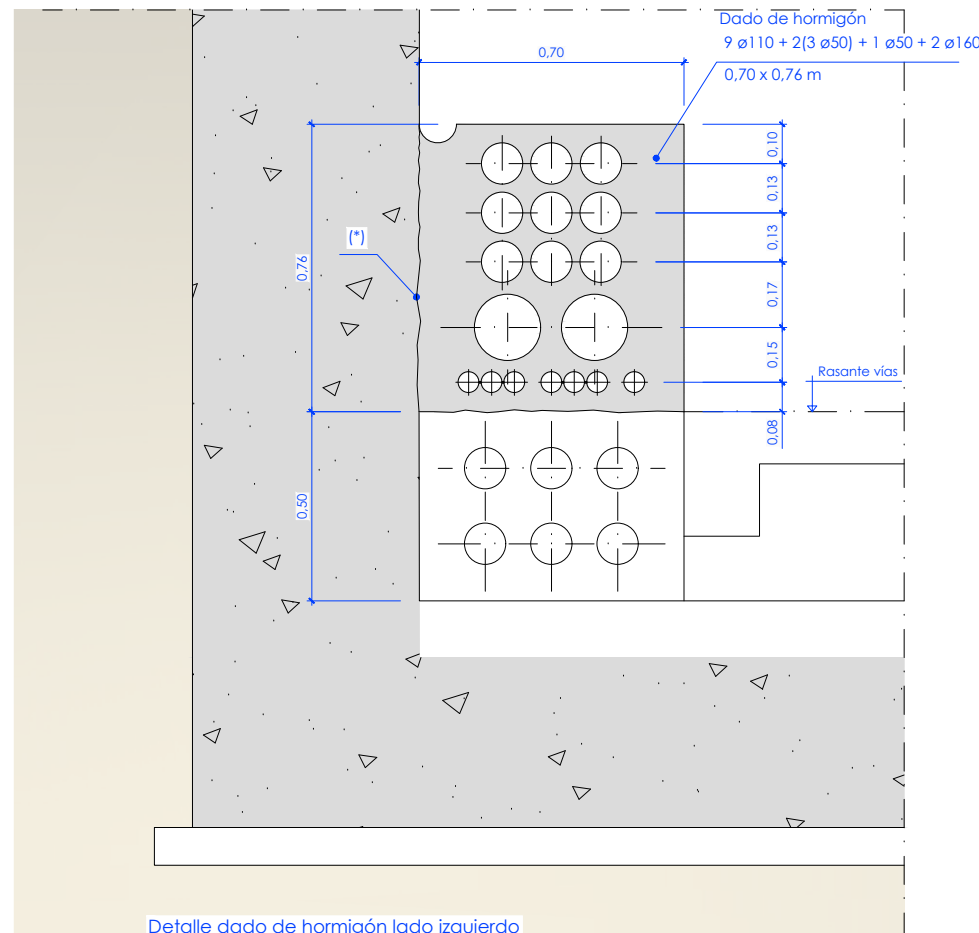 Dado de hormigón
9 ø110 + 2(3 ø50) + 1 ø50 + 2 ø160
0,70 x 0,76 m
0,70
0,10
0,13
0,13
0,17
0,15
0,08
(*)
0,76
Rasante vías
0,50
Detalle dado de hormigón lado izquierdo